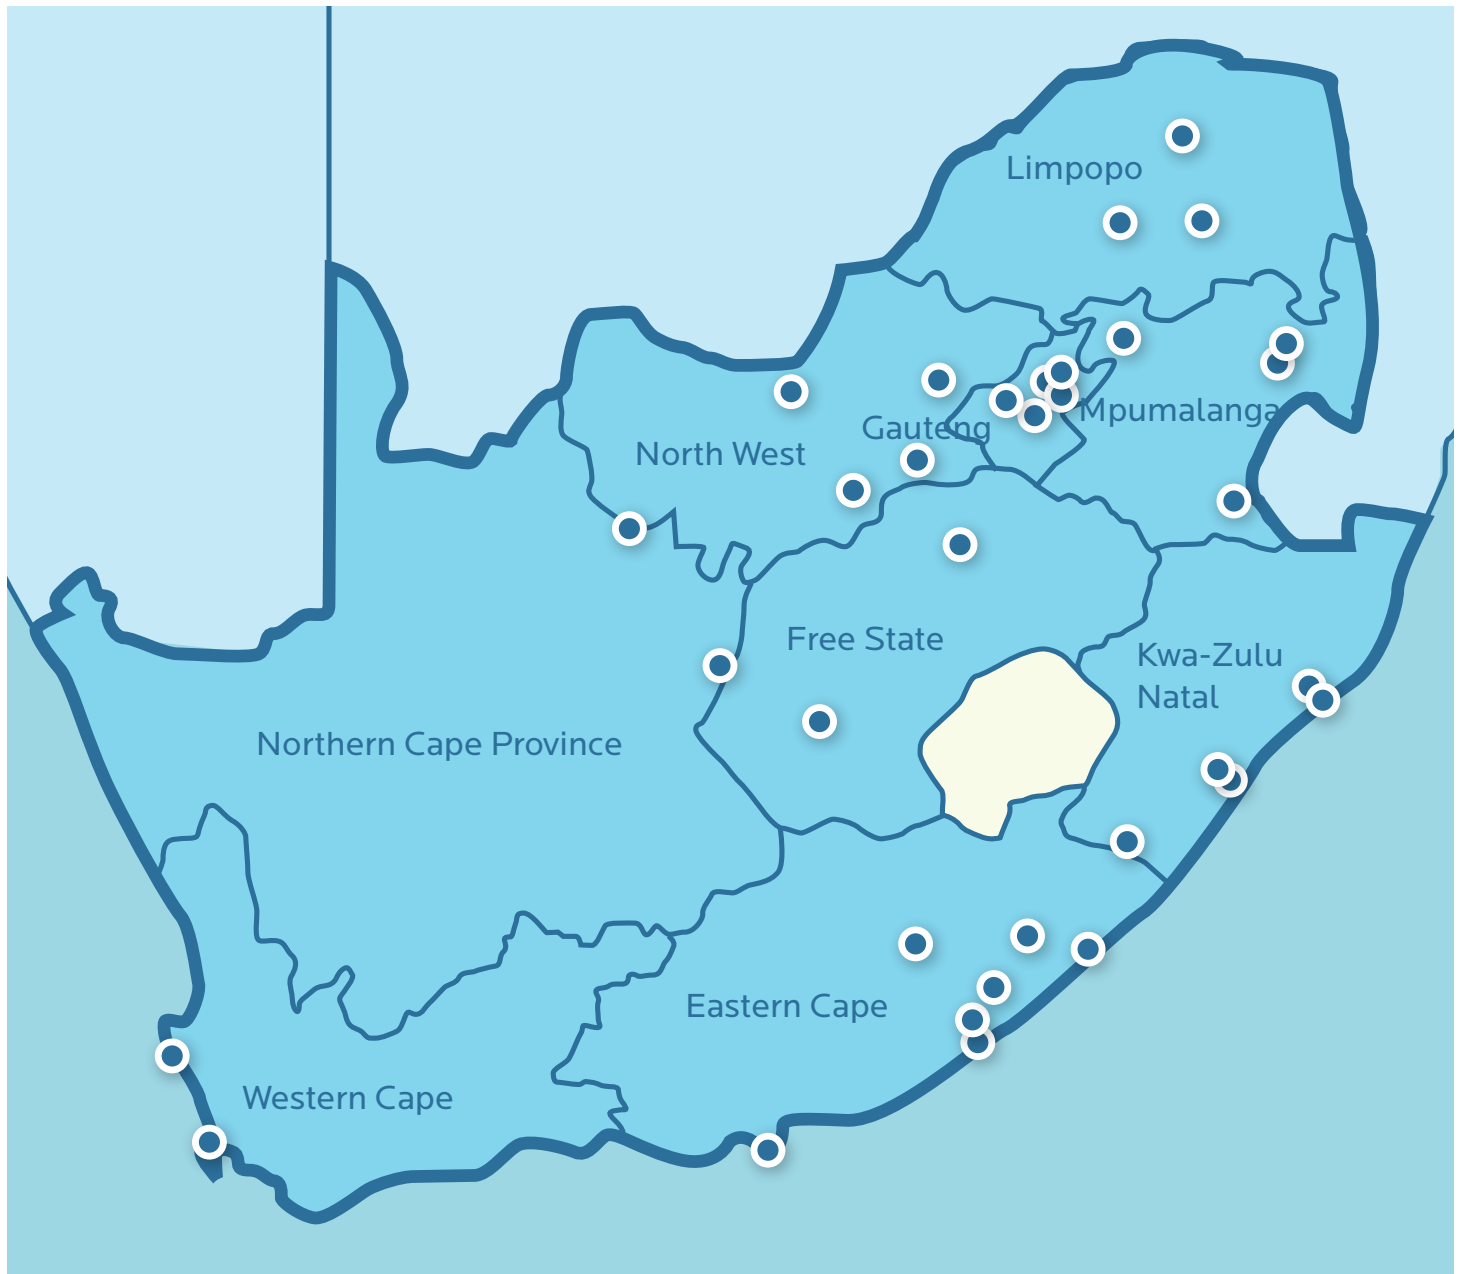 Limpopo
Mpumalanga
Gauteng
North West
Free State
Kwa-Zulu
Natal
Northern Cape Province
Eastern Cape
Western Cape